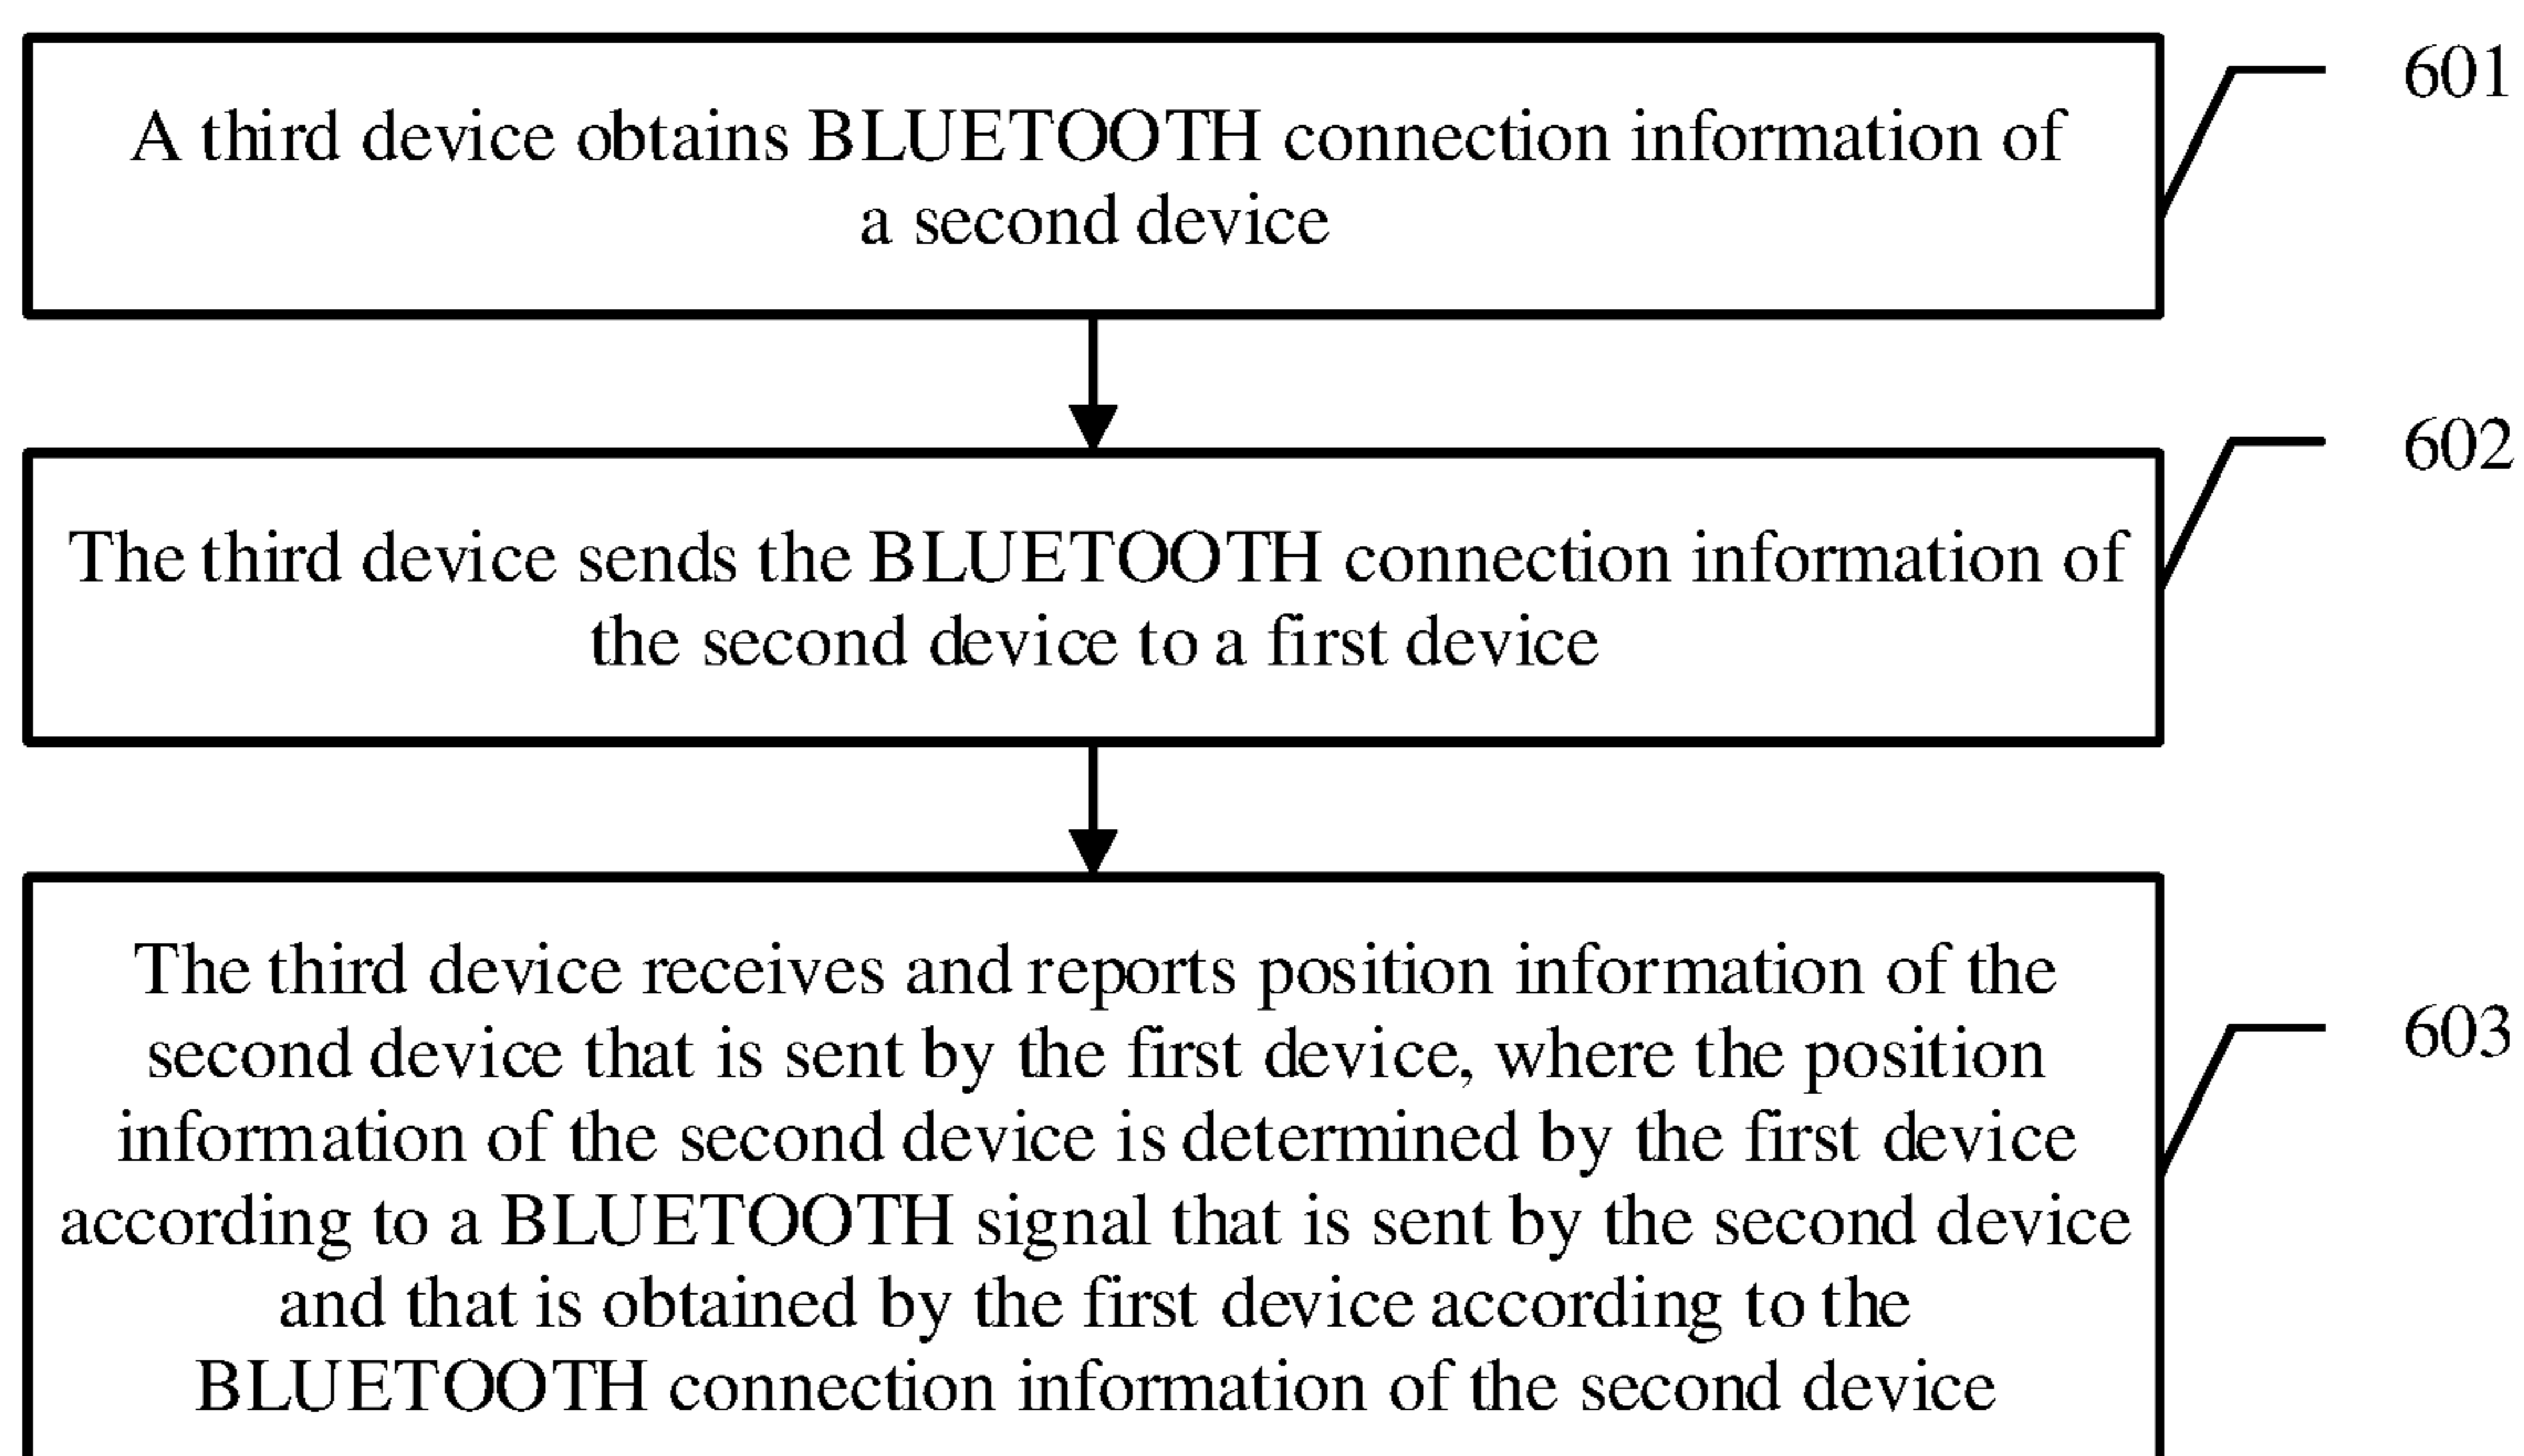 A third device obtains BLUETOOTH connection information of
a second device
601
The third device sends the BLUETOOTH connection information of
the second device to a first device
602
The third device receives and reports position information of the
second device that is sent by the first device, where the position
information of the second device is determined by the first device
according to a BLUETOOTH signal that is sent by the second device
and that is obtained by the first device according to the
BLUETOOTH connection information of the second device
603